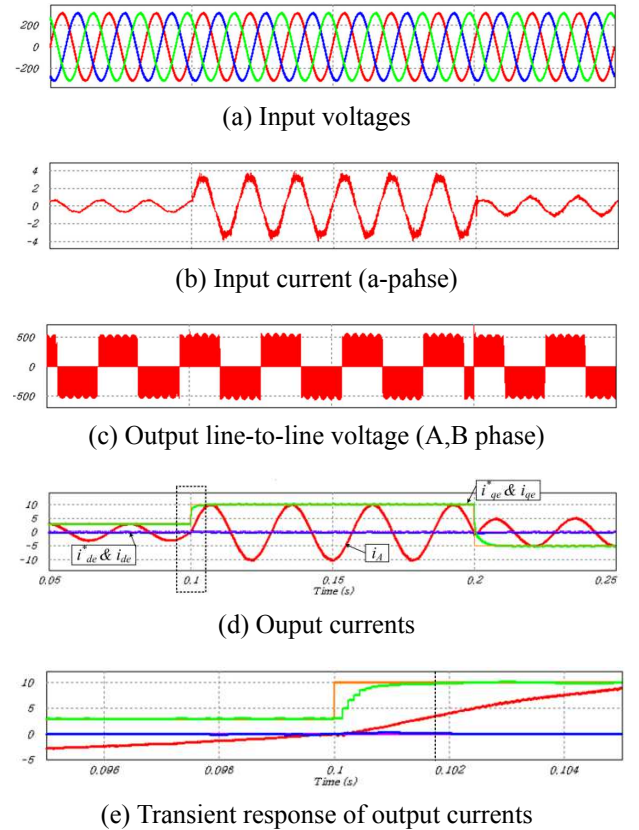 200
0
-200
(a) Input voltages
4
2
0
-2
-4
(b) Input current (a-pahse)
500
0
-500
(c) Output line-to-line voltage (A,B phase)
10
5
0
-5
-10
i*qe & iqe
i*de & ide
iA
0.05 0.1 0.15 0.2 0.25
Time (s)
(d) Ouput currents
10
5
0
-5
0.096 0.098 0.1 0.102 0.104
Time (s)
(e) Transient response of output currents